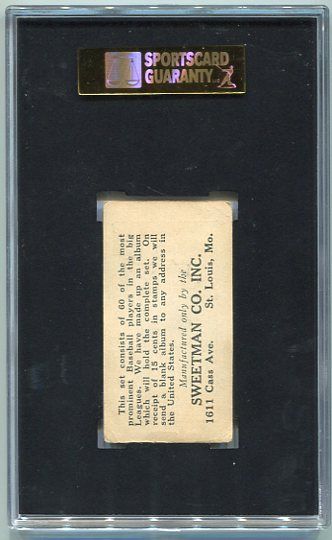 SPORTSCARD
GUARANTY
This set consists of 60 of the most
prominent Baseball players in the big
Leagues. We have made up an album
which will hold the complete set. On
receipt of 15 cents in stamps we will
send a blank album to any address in
the United States.
Manufactured only by the
SWEETMAN CO. INC.
1611 Cass Ave. St. Louis, Mo.